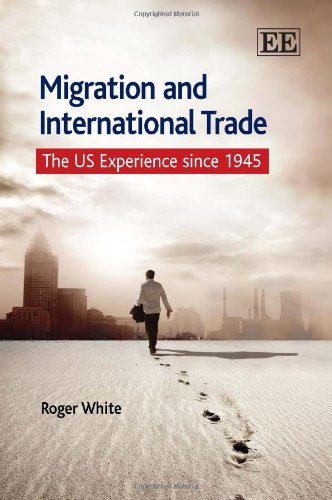 EE
Migration and
International Trade
The US Experience since 1945
Roger White